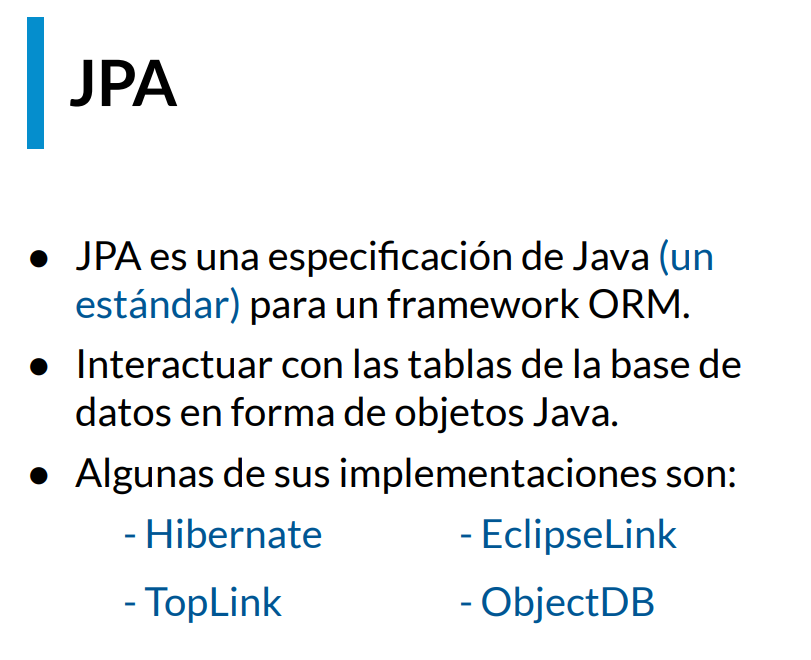 JPA
● JPA es una especificación de Java (un
estándar) para un framework ORM.
● Interactuar con las tablas de la base de
datos en forma de objetos Java.
● Algunas de sus implementaciones son:
- Hibernate - EclipseLink
- TopLink - ObjectDB